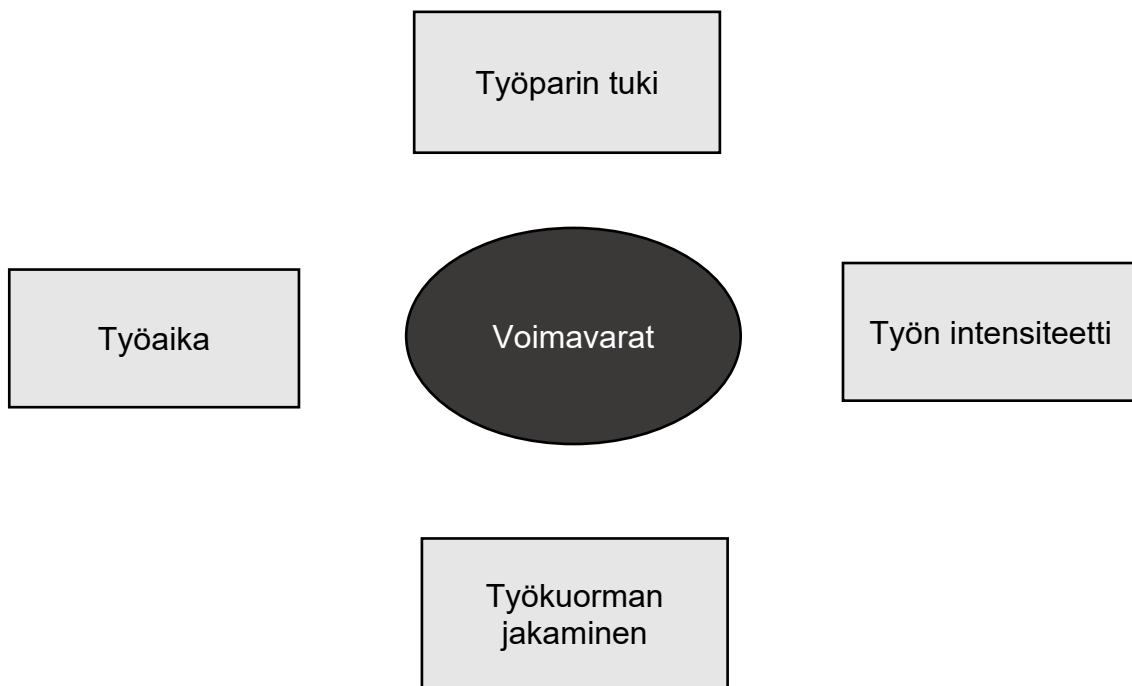 Työparin tuki
Työaika
Voimavarat
Työn intensiteetti
Työkuorman
jakaminen